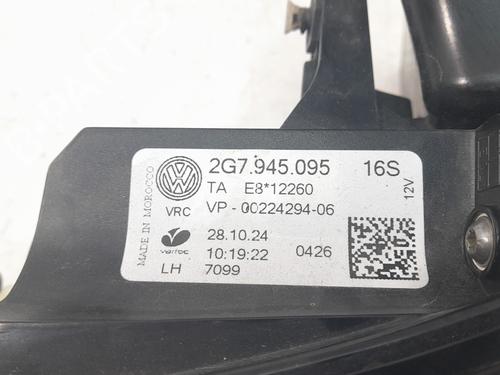 MADE IN MOROCCO
2G7.945.095 16S
TA E8*12260
12V
VRC VP - 00224294-06
28.10.24
varroc 10:19:22 0426
LH 7099